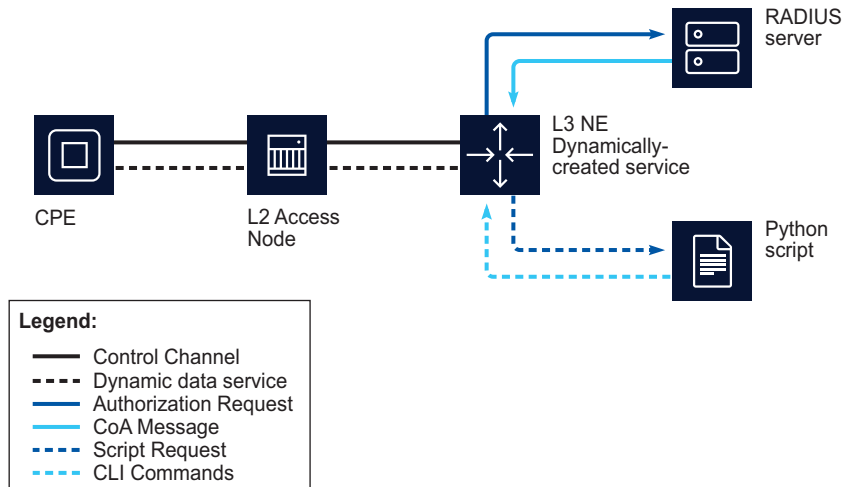 RADIUS
server
L3 NE
Dynamically-
created service
CPE
L2 Access
Node
Python
script
Legend:
Control Channel
Dynamic data service
Authorization Request
CoA Message
Script Request
CLI Commands